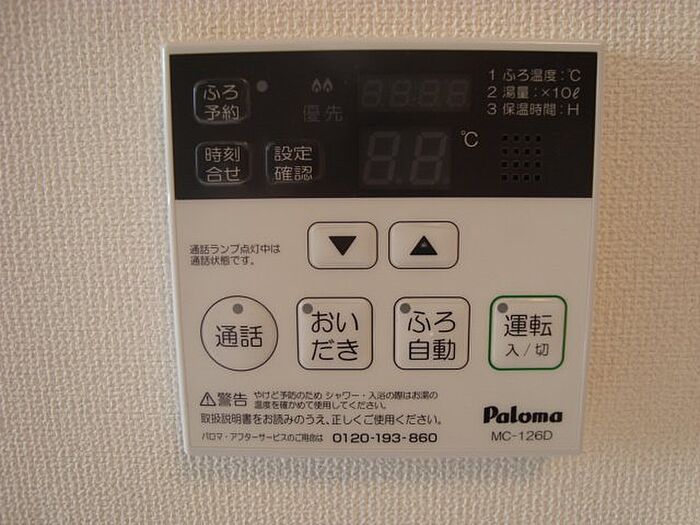 ふろ
予約
優先
88:88
1 ふろ温度:℃
2 湯量:×10ℓ
3 保温時間:H
時刻
合せ
設定
確認
88
℃
▼
▲
通話ランプ点灯中は
通話状態です。
通話
おい
だき
ふろ
自動
運転
入/切
⚠警告 やけど予防のため シャワー・入浴の際はお湯の
温度を確かめて使用してください。
取扱説明書をお読みのうえ、正しくご使用ください。
パロマ・アフターサービスのご用命は 0120-193-860
Paloma
MC-126D